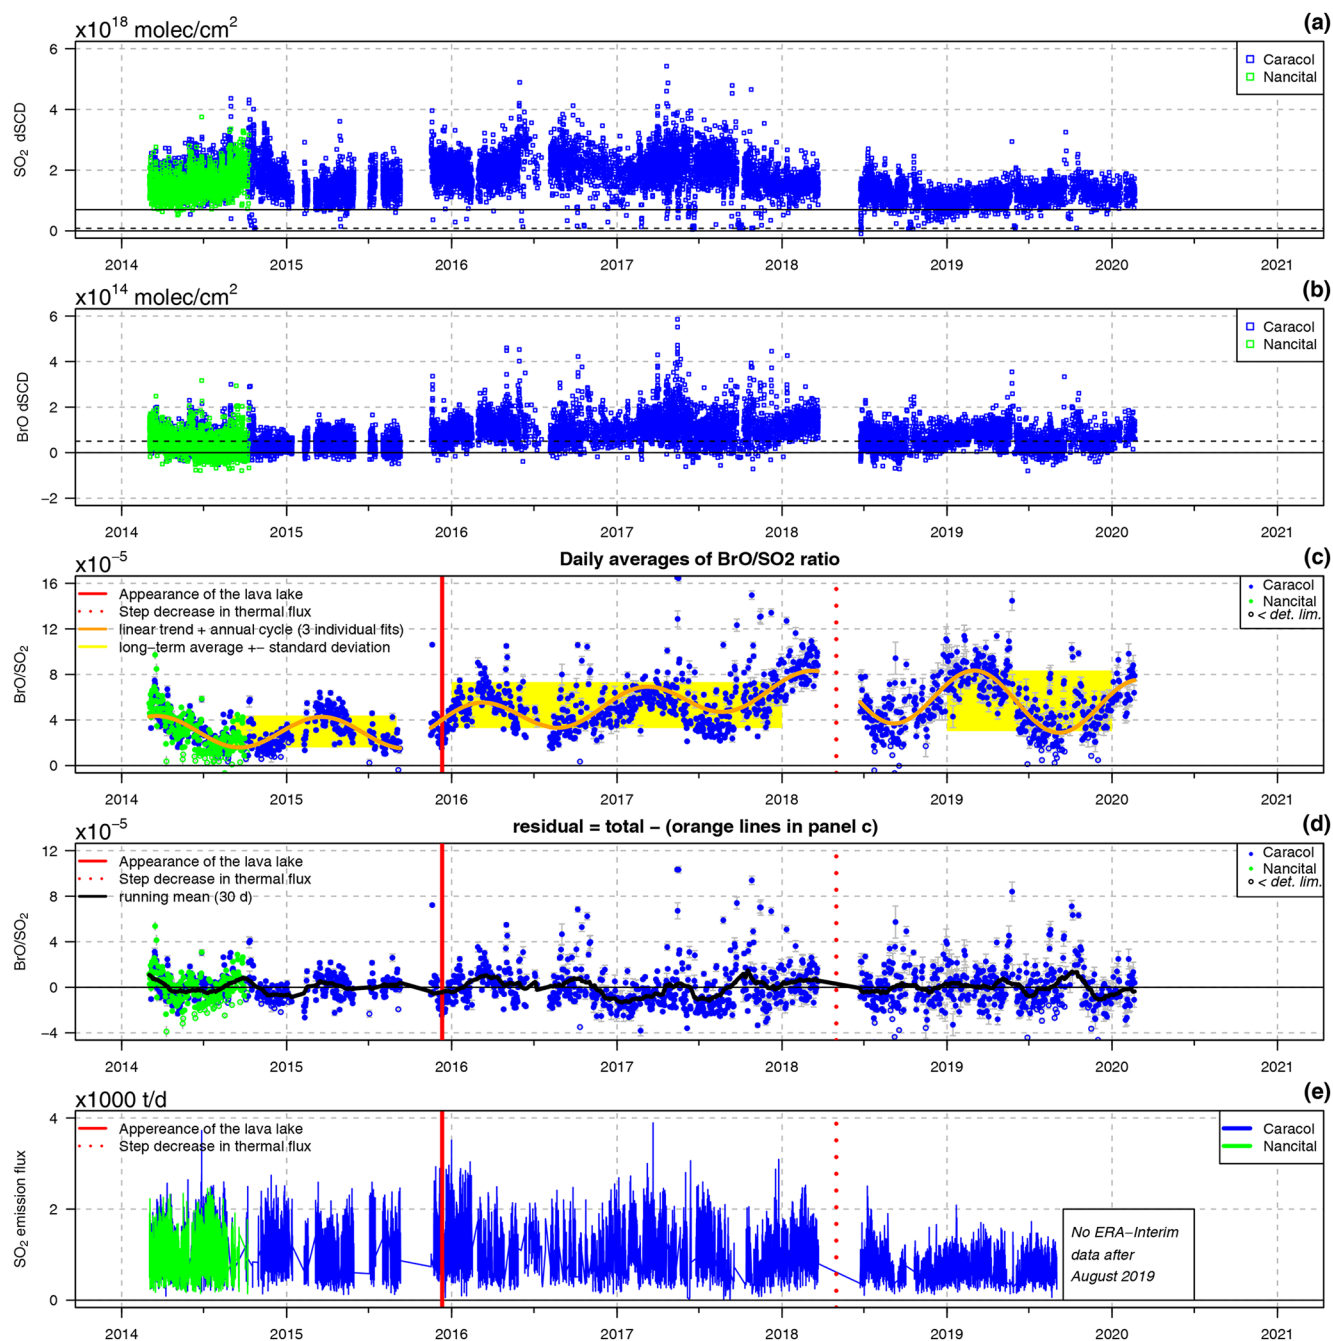 x10^18 molec/cm^2
(a)
SO2 dSCD
6
4
2
0
Caracol
Nancital
2014 2015 2016 2017 2018 2019 2020 2021
x10^14 molec/cm^2
(b)
BrO dSCD
6
4
2
0
−2
Caracol
Nancital
2014 2015 2016 2017 2018 2019 2020 2021
x10^−5
Daily averages of BrO/SO2 ratio
(c)
BrO/SO2
16
12
8
4
0
Appearance of the lava lake
Step decrease in thermal flux
linear trend + annual cycle (3 individual fits)
long−term average +− standard deviation
Caracol
Nancital
< det. lim.
2014 2015 2016 2017 2018 2019 2020 2021
x10^−5
residual = total − (orange lines in panel c)
(d)
BrO/SO2
12
8
4
0
−4
Appearance of the lava lake
Step decrease in thermal flux
running mean (30 d)
Caracol
Nancital
< det. lim.
2014 2015 2016 2017 2018 2019 2020 2021
x1000 t/d
(e)
SO2 emission flux
4
2
0
Appereance of the lava lake
Step decrease in thermal flux
Caracol
Nancital
No ERA−Interim
data after
August 2019
2014 2015 2016 2017 2018 2019 2020 2021